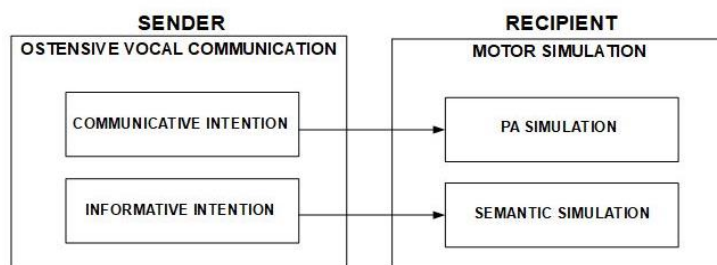 SENDER
OSTENSIVE VOCAL COMMUNICATION
COMMUNICATIVE INTENTION
INFORMATIVE INTENTION
RECIPIENT
MOTOR SIMULATION
PA SIMULATION
SEMANTIC SIMULATION